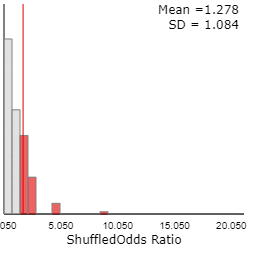 Mean =1.278
SD = 1.084
050 5.050 10.050 15.050 20.050
ShuffledOdds Ratio